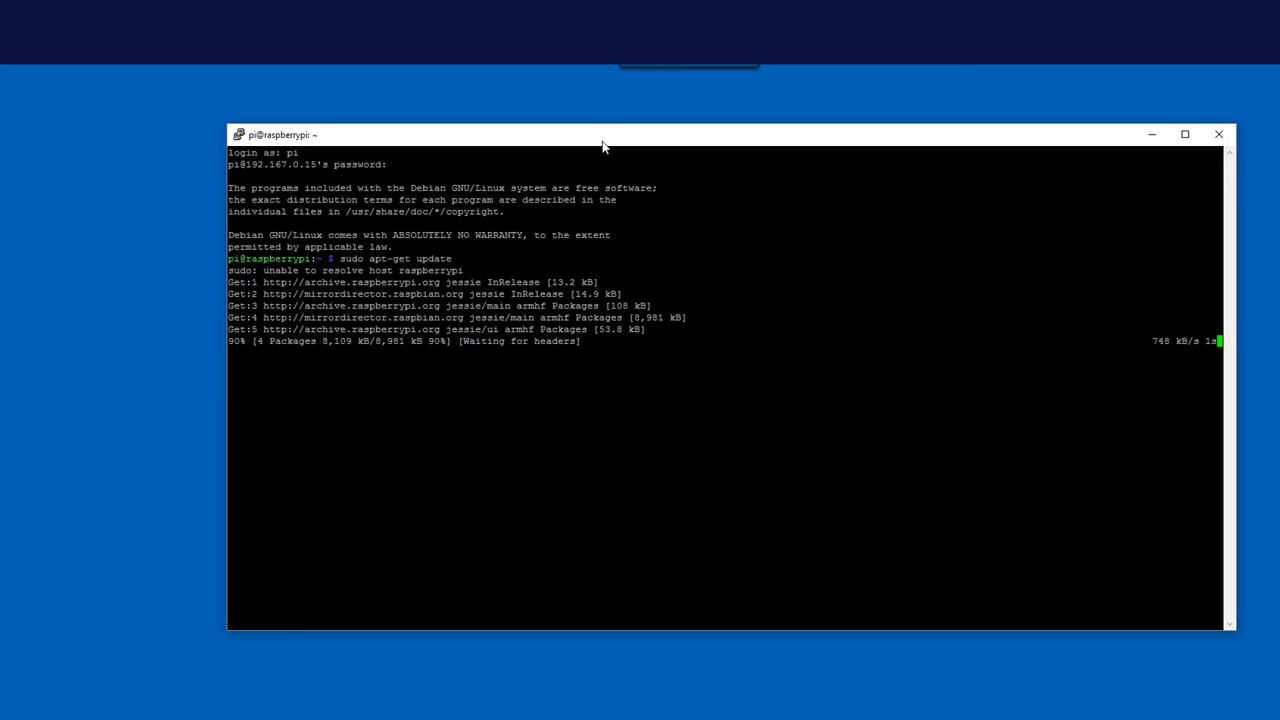 pi@raspberrypi: ~
login as: pi
pi@192.167.0.15's password:
The programs included with the Debian GNU/Linux system are free software;
the exact distribution terms for each program are described in the
individual files in /usr/share/doc/*/copyright.
Debian GNU/Linux comes with ABSOLUTELY NO WARRANTY, to the extent
permitted by applicable law.
pi@raspberrypi:~ $ sudo apt-get update
sudo: unable to resolve host raspberrypi
Get:1 http://archive.raspberrypi.org jessie InRelease [13.2 kB]
Get:2 http://mirrordirector.raspbian.org jessie InRelease [14.9 kB]
Get:3 http://archive.raspberrypi.org jessie/main armhf Packages [108 kB]
Get:4 http://mirrordirector.raspbian.org jessie/main armhf Packages [8,981 kB]
Get:5 http://archive.raspberrypi.org jessie/ui armhf Packages [53.8 kB]
90% [4 Packages 8,109 kB/8,981 kB 90%] [Waiting for headers] 748 kB/s 1s